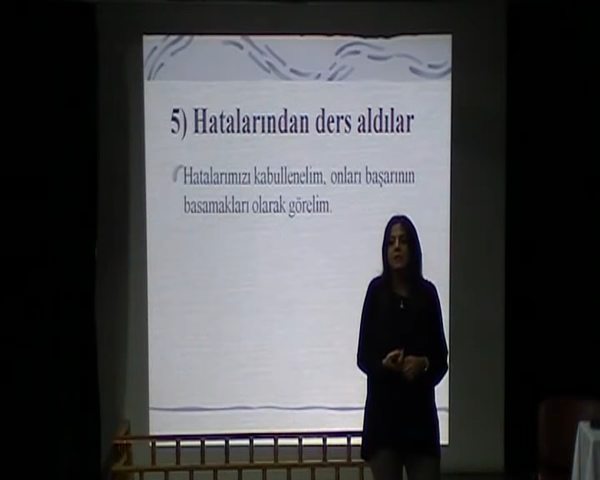 5) Hatalarından ders aldılar
Hatalarımızı kabullenelim, onları başarının
basamakları olarak görelim.